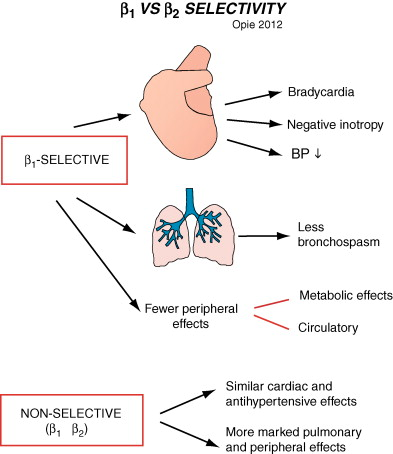 β1 VS β2 SELECTIVITY
Opie 2012
β1-SELECTIVE
Bradycardia
Negative inotropy
BP ↓
Less
bronchospasm
Fewer peripheral
effects
Metabolic effects
Circulatory
NON-SELECTIVE
(β1 β2)
Similar cardiac and
antihypertensive effects
More marked pulmonary
and peripheral effects